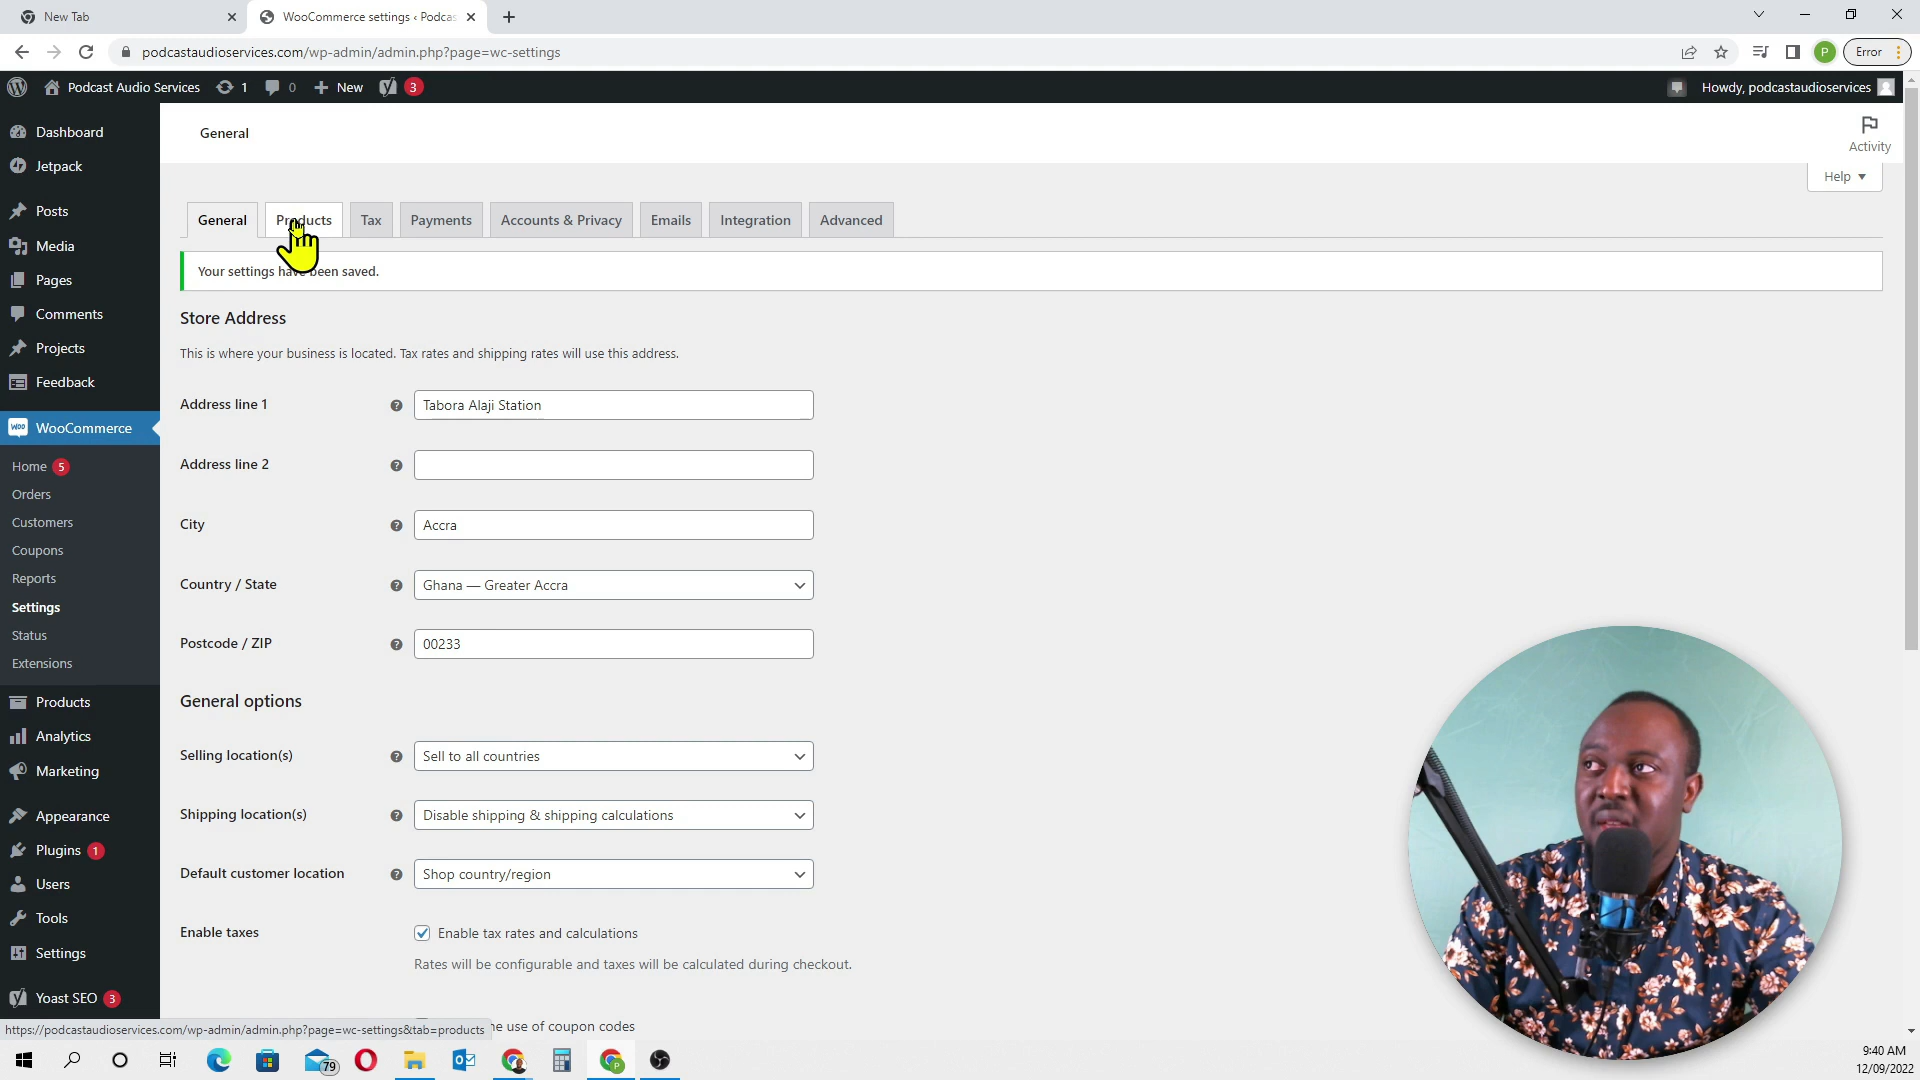 New Tab
WooCommerce settings ‹ Podcas
podcastaudioservices.com/wp-admin/admin.php?page=wc-settings
P
Error
Podcast Audio Services
1
0
New
3
Howdy, podcastaudioservices
Dashboard
Jetpack
Posts
Media
Pages
Comments
Projects
Feedback
WooCommerce
Home 5
Orders
Customers
Coupons
Reports
Settings
Status
Extensions
Products
Analytics
Marketing
Appearance
Plugins 1
Users
Tools
Settings
Yoast SEO 3
General
Activity
Help
General
Products
Tax
Payments
Accounts & Privacy
Emails
Integration
Advanced
Your settings have been saved.
Store Address
This is where your business is located. Tax rates and shipping rates will use this address.
Address line 1
Tabora Alaji Station
Address line 2
City
Accra
Country / State
Ghana — Greater Accra
Postcode / ZIP
00233
General options
Selling location(s)
Sell to all countries
Shipping location(s)
Disable shipping & shipping calculations
Default customer location
Shop country/region
Enable taxes
Enable tax rates and calculations
Rates will be configurable and taxes will be calculated during checkout.
use of coupon codes
https://podcastaudioservices.com/wp-admin/admin.php?page=wc-settings&tab=products
79
9:40 AM
12/09/2022